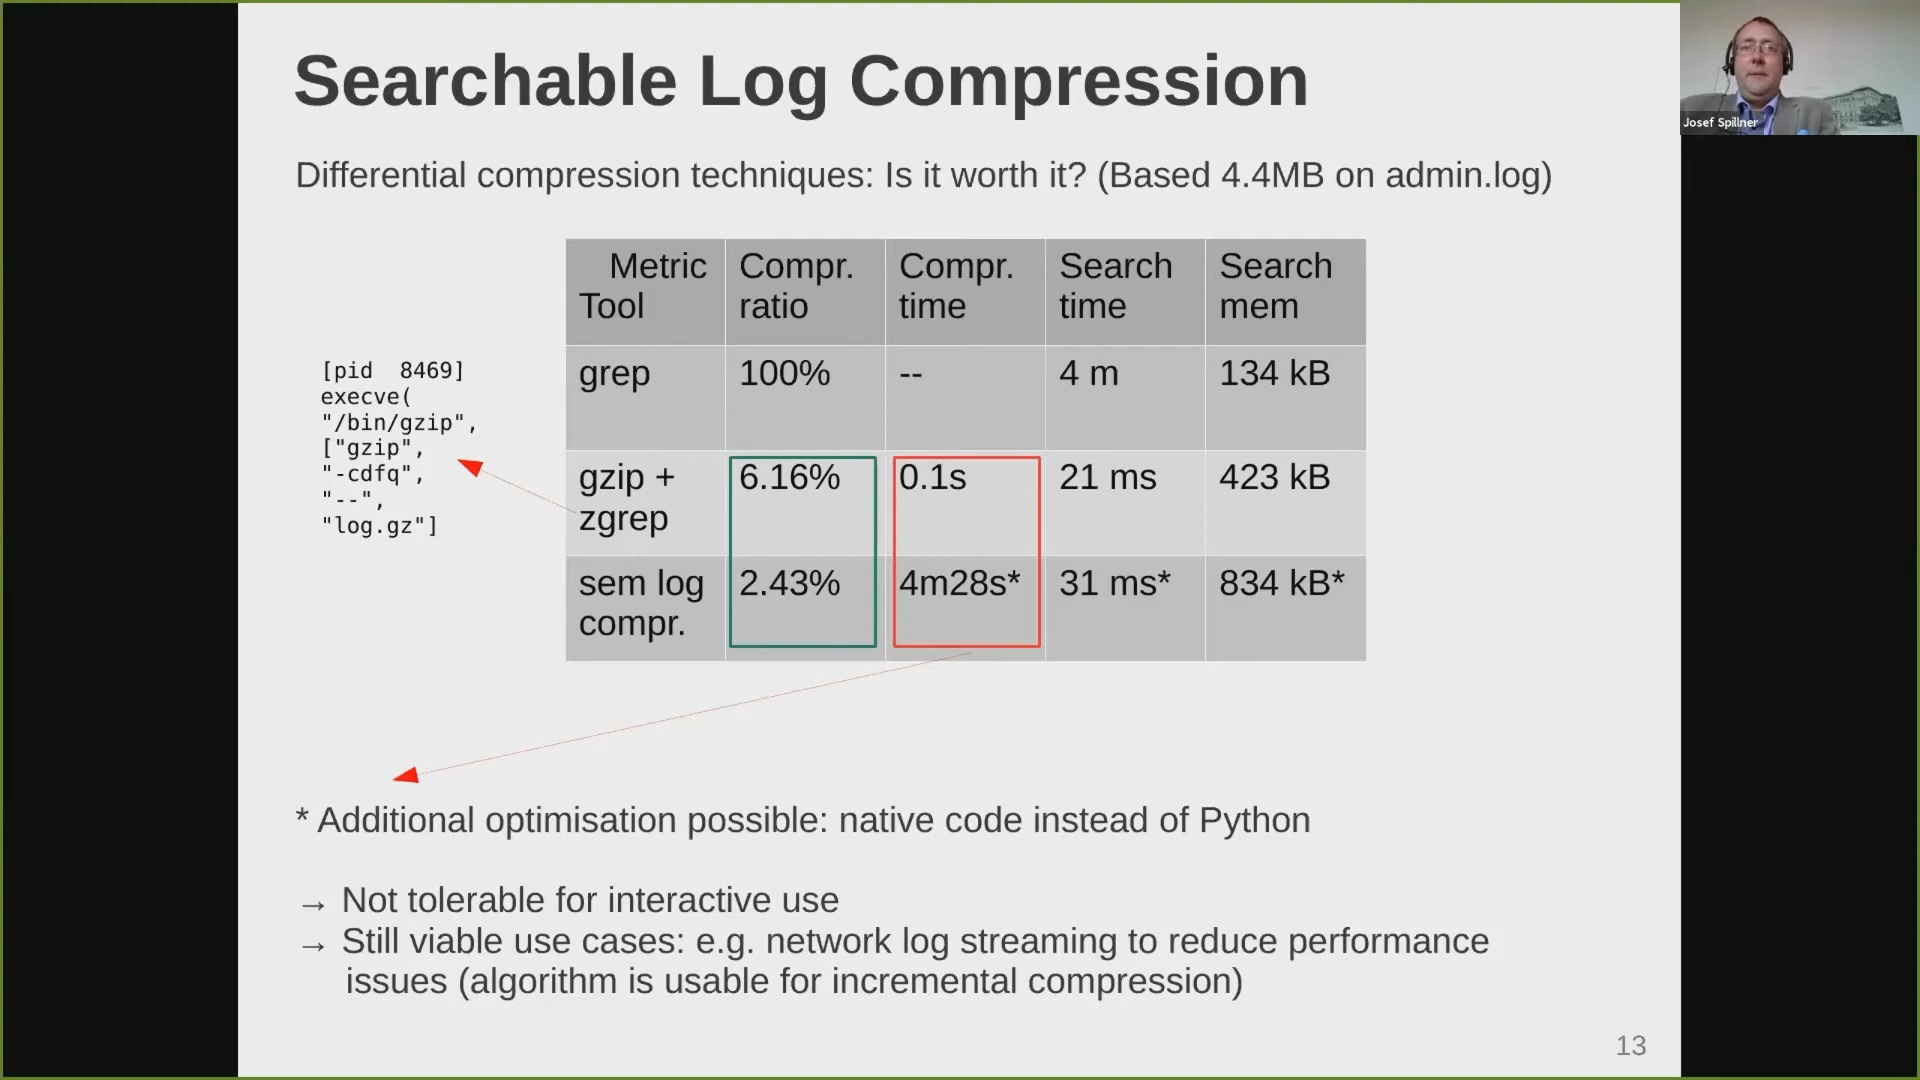 Searchable Log Compression
Josef Spillner
Differential compression techniques: Is it worth it? (Based 4.4MB on admin.log)
Metric
Tool
Compr.
ratio
Compr.
time
Search
time
Search
mem
grep
100%
--
4 m
134 kB
[pid  8469]
execve(
"/bin/gzip",
["gzip",
"-cdfq",
"--",
"log.gz"]
gzip +
zgrep
6.16%
0.1s
21 ms
423 kB
sem log
compr.
2.43%
4m28s*
31 ms*
834 kB*
* Additional optimisation possible: native code instead of Python
→ Not tolerable for interactive use
→ Still viable use cases: e.g. network log streaming to reduce performance
issues (algorithm is usable for incremental compression)
13